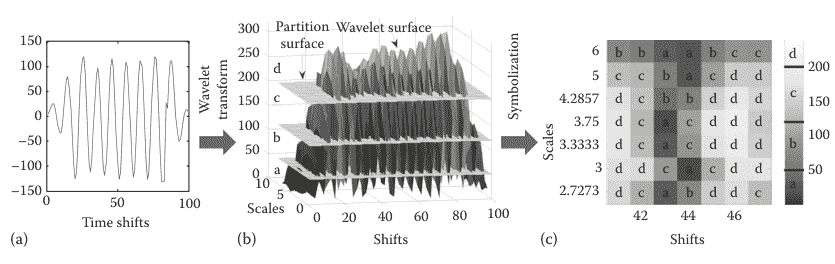 150
100
50
0
−50
−100
−150
0 50 100
Time shifts
(a)
Wavelet
transform
300
250
200
150
100
50
0
Partition
surface
Wavelet surface
d
c
b
a
10
5
0
Scales
0 20 40 60 80 100
Shifts
(b)
Symbolization
Scales
6 b b a a b c c
5 c c b a c d d
4.2857 d c b b d d d
3.75 d c a c d d d
3.3333 d c a c d d c
3 d d c a c d d
2.7273 d c a b d d c
42 44 46
Shifts
(c)
d
c
b
a
200
150
100
50